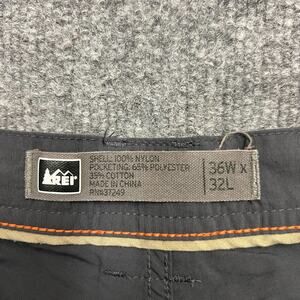 REI
SHELL: 100% NYLON
POCKETING: 65% POLYESTER
35% COTTON
MADE IN CHINA
RN#37249
36W x
32L